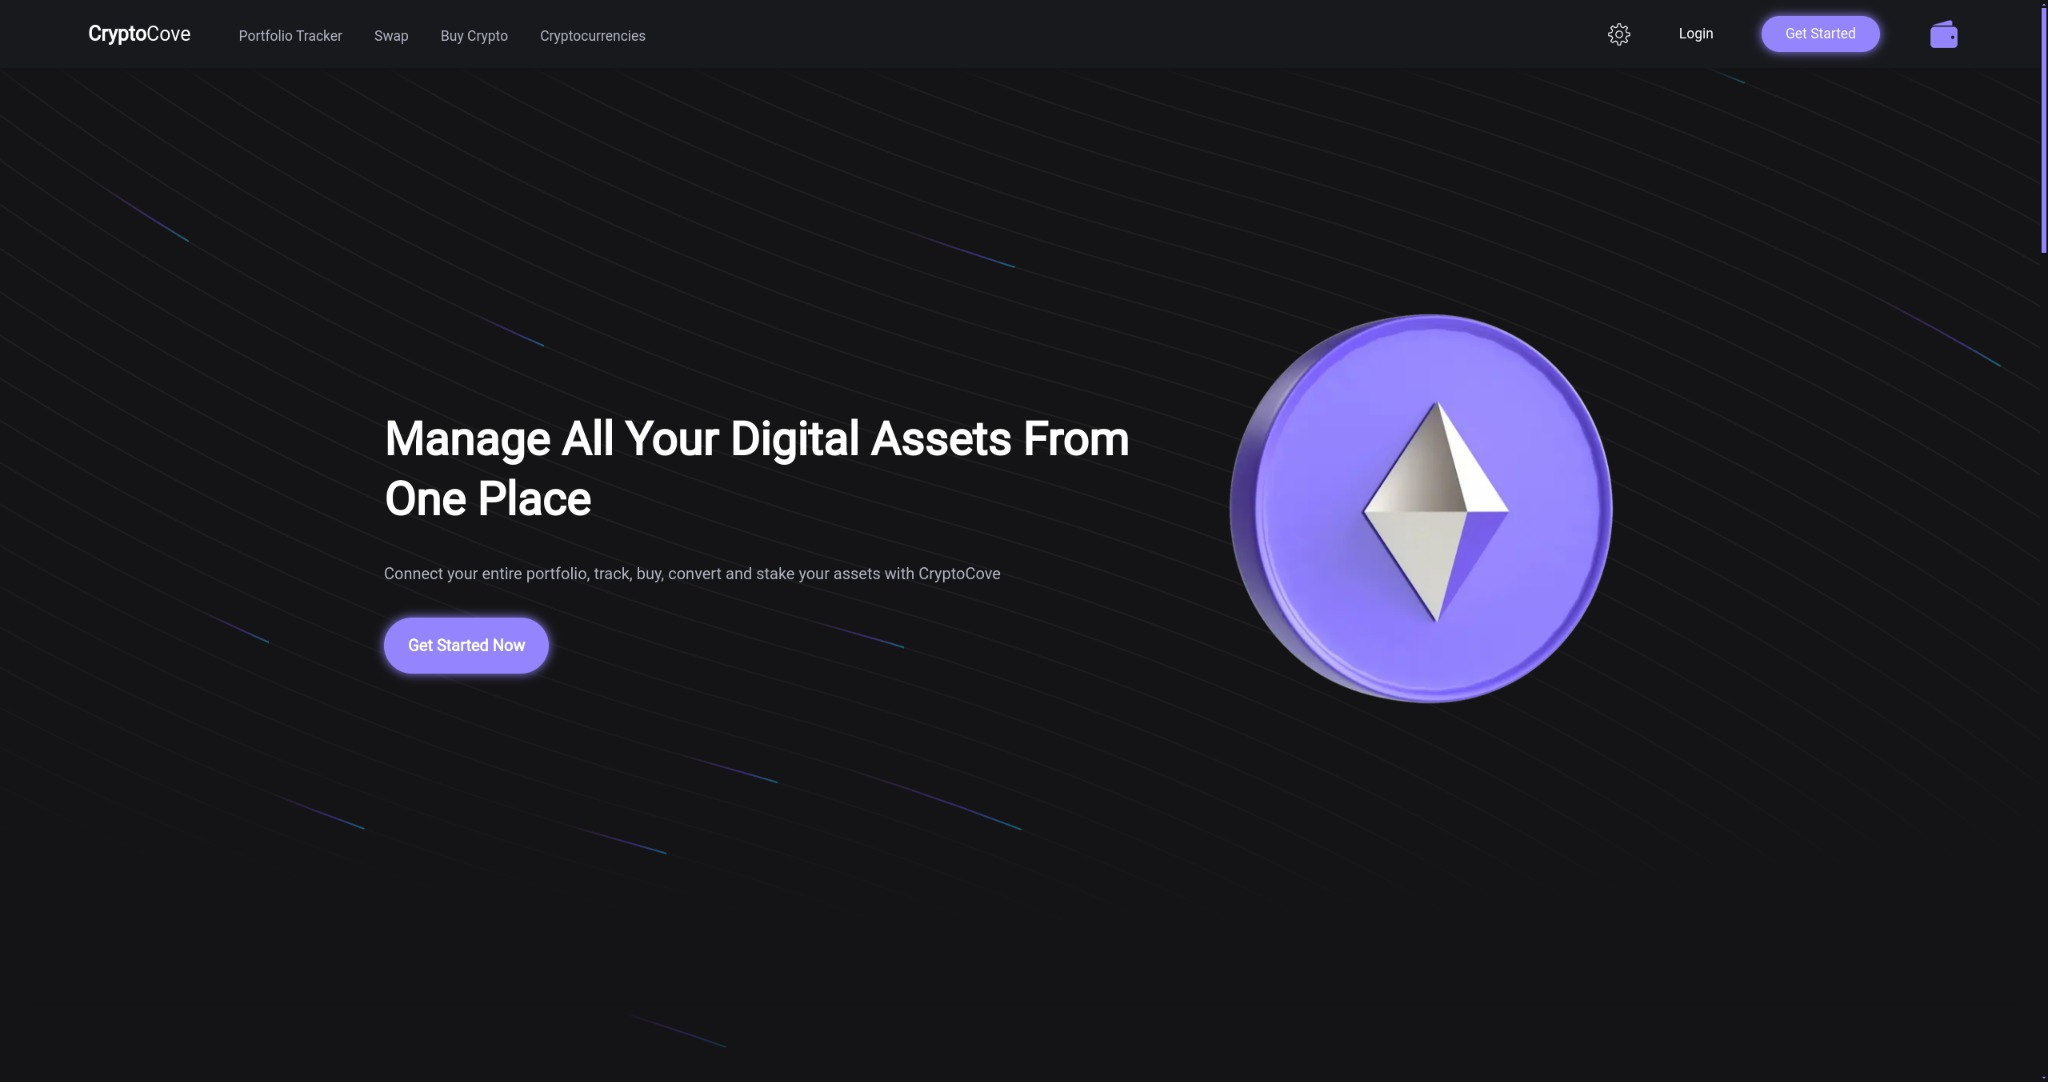 CryptoCove
Portfolio Tracker
Swap
Buy Crypto
Cryptocurrencies
Login
Get Started
Manage All Your Digital Assets From
One Place
Connect your entire portfolio, track, buy, convert and stake your assets with CryptoCove
Get Started Now